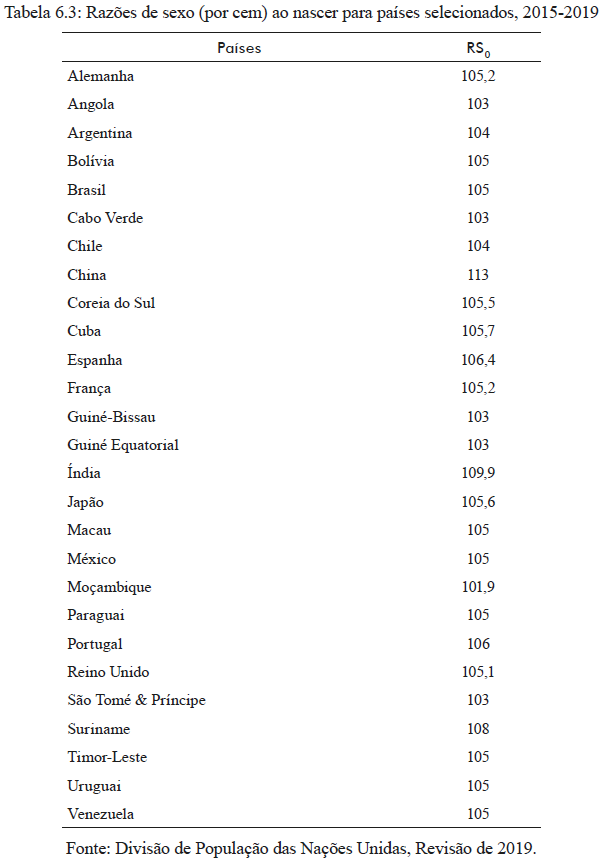 Tabela 6.3: Razões de sexo (por cem) ao nascer para países selecionados, 2015-2019
Países RS0
Alemanha 105,2
Angola 103
Argentina 104
Bolívia 105
Brasil 105
Cabo Verde 103
Chile 104
China 113
Coreia do Sul 105,5
Cuba 105,7
Espanha 106,4
França 105,2
Guiné-Bissau 103
Guiné Equatorial 103
Índia 109,9
Japão 105,6
Macau 105
México 105
Moçambique 101,9
Paraguai 105
Portugal 106
Reino Unido 105,1
São Tomé & Príncipe 103
Suriname 108
Timor-Leste 105
Uruguai 105
Venezuela 105
Fonte: Divisão de População das Nações Unidas, Revisão de 2019.